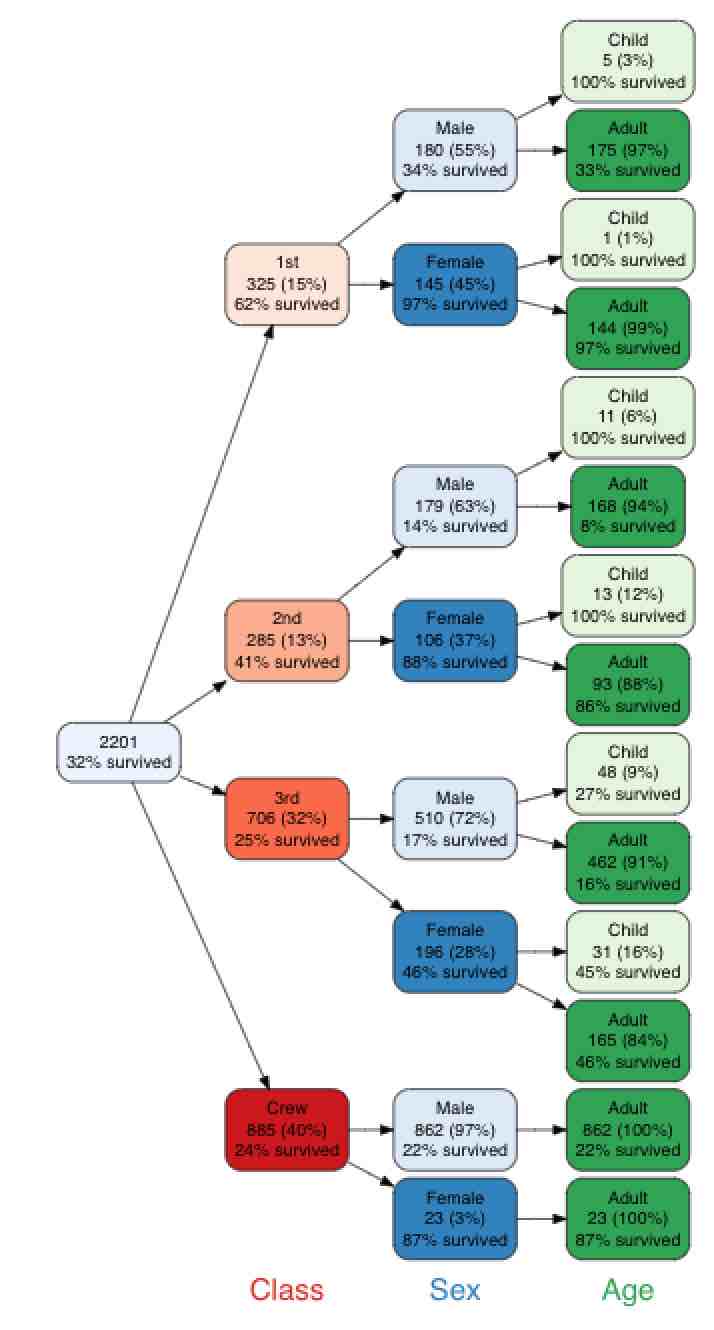 Child
5 (3%)
100% survived
Male
180 (55%)
34% survived
Adult
175 (97%)
33% survived
Child
1 (1%)
100% survived
1st
325 (15%)
62% survived
Female
145 (45%)
97% survived
Adult
144 (99%)
97% survived
Child
11 (6%)
100% survived
Male
179 (63%)
14% survived
Adult
168 (94%)
8% survived
Child
13 (12%)
100% survived
2nd
285 (13%)
41% survived
Female
106 (37%)
88% survived
Adult
93 (88%)
86% survived
2201
32% survived
Child
48 (9%)
27% survived
3rd
706 (32%)
25% survived
Male
510 (72%)
17% survived
Adult
462 (91%)
16% survived
Female
196 (28%)
46% survived
Child
31 (16%)
45% survived
Adult
165 (84%)
46% survived
Crew
885 (40%)
24% survived
Male
862 (97%)
22% survived
Adult
862 (100%)
22% survived
Female
23 (3%)
87% survived
Adult
23 (100%)
87% survived
Class
Sex
Age